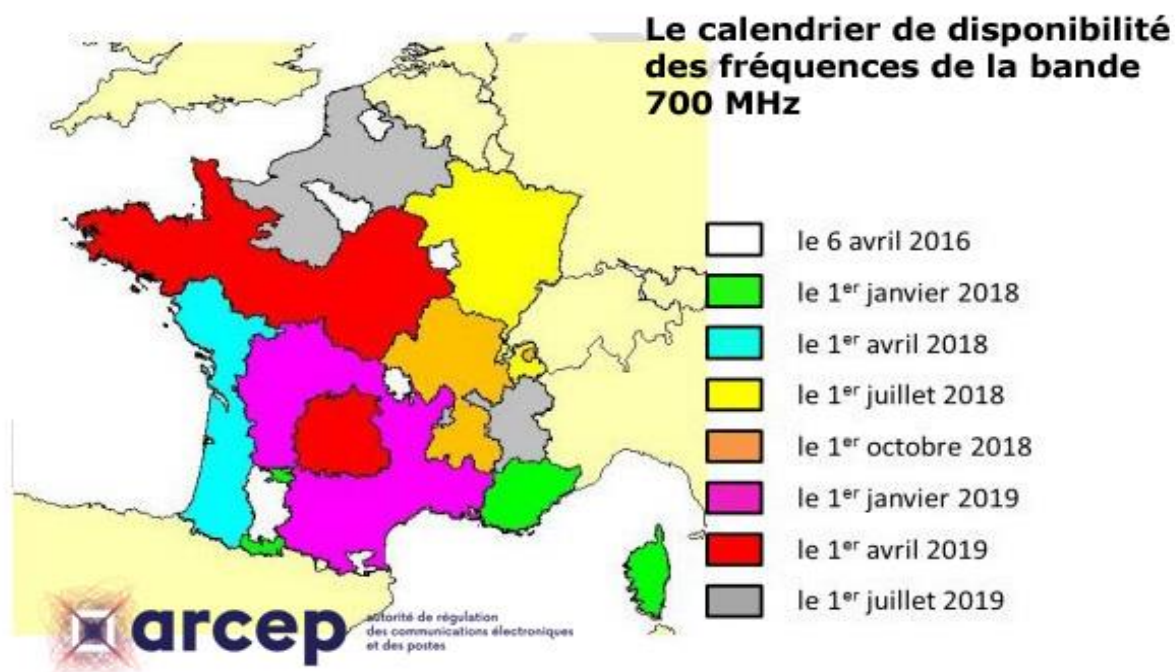 Le calendrier de disponibilité
des fréquences de la bande
700 MHz
le 6 avril 2016
le 1er janvier 2018
le 1er avril 2018
le 1er juillet 2018
le 1er octobre 2018
le 1er janvier 2019
le 1er avril 2019
le 1er juillet 2019
arcep
autorité de régulation
des communications électroniques
et des postes